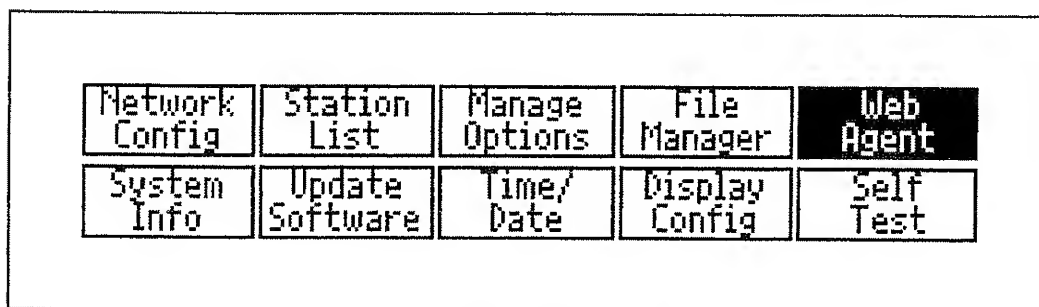 Network Config
Station List
Manage Options
File Manager
Web Agent
System Info
Update Software
Time/ Date
Display Config
Self Test